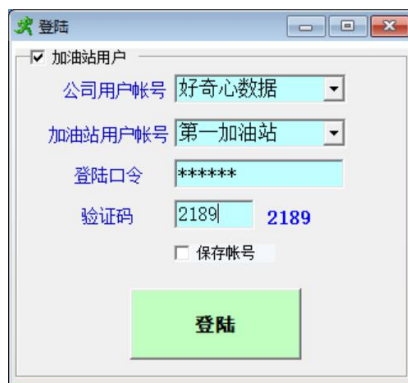 登陆
加油站用户
公司用户帐号 好奇心数据
加油站用户帐号 第一加油站
登陆口令 ******
验证码 2189 2189
保存帐号
登陆